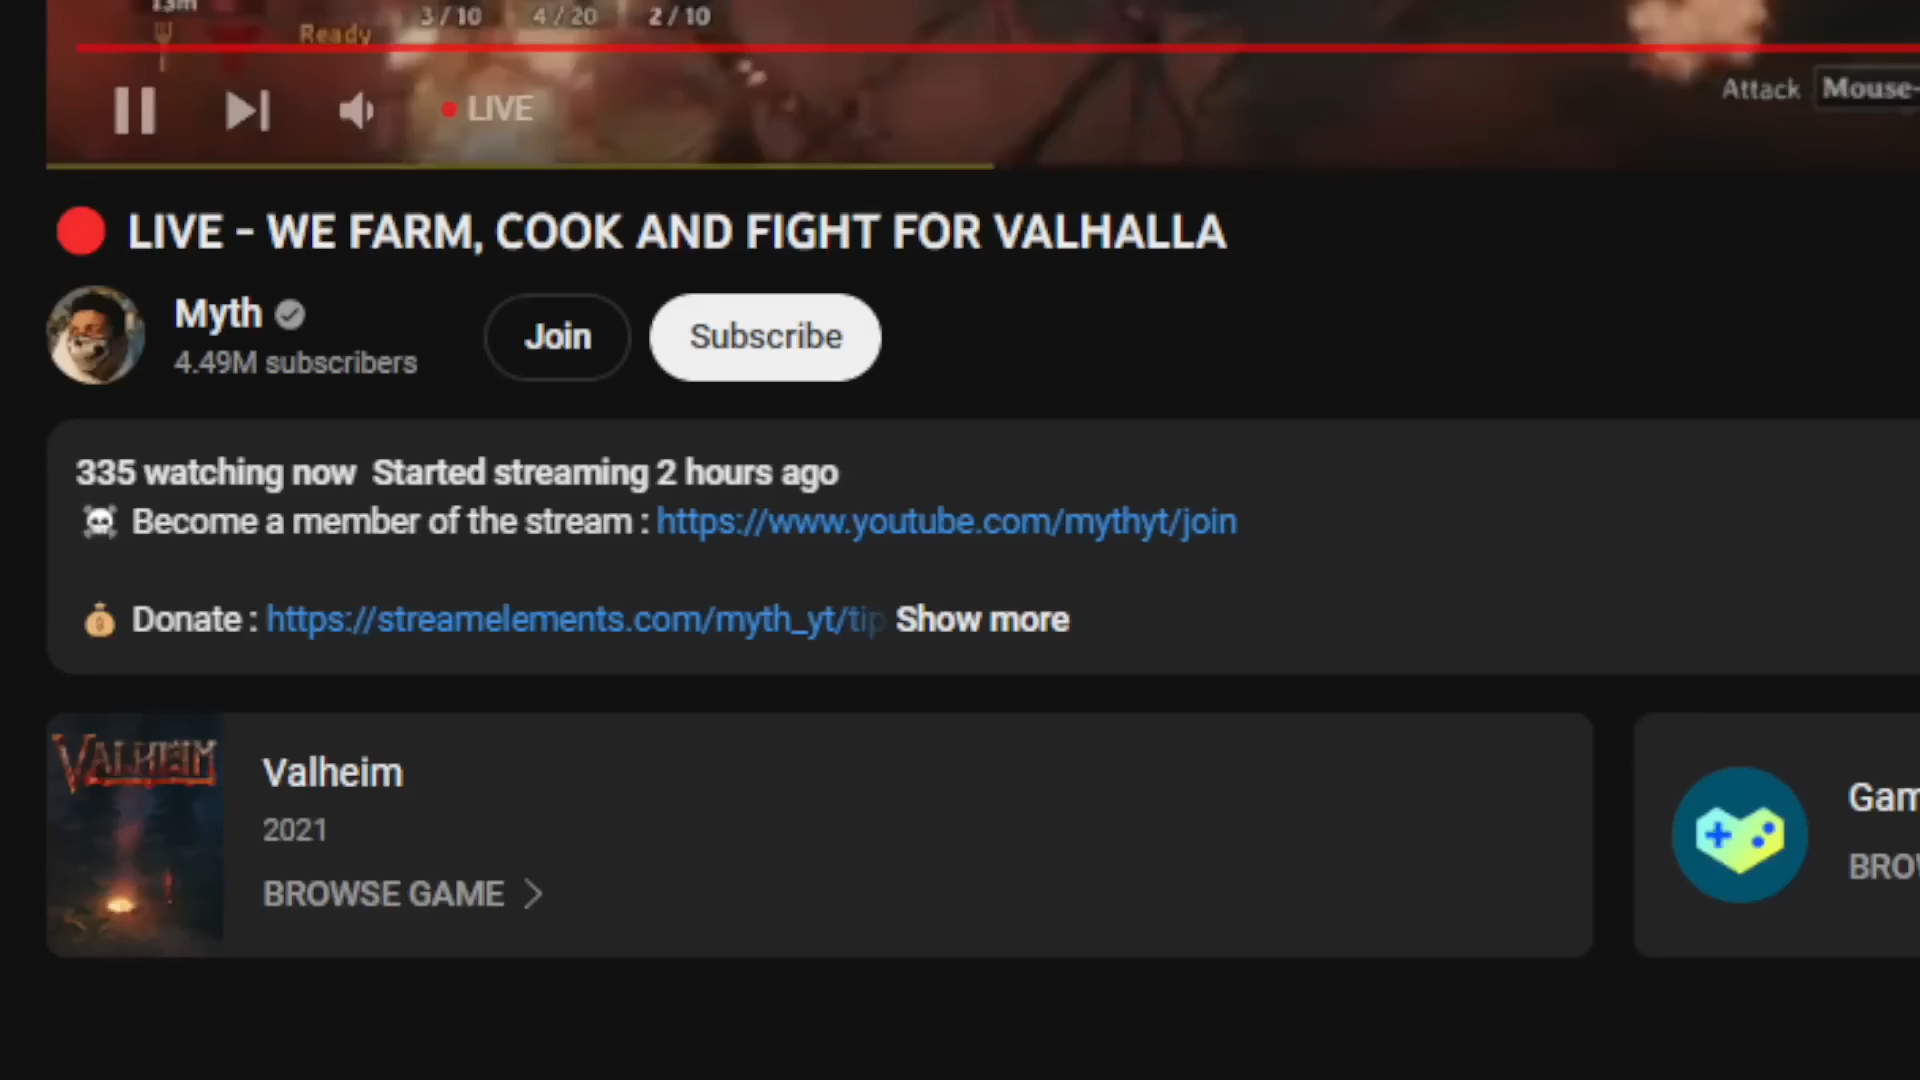 13m
3/10 4/20 2/10
Ready
LIVE
Attack Mouse-
LIVE - WE FARM, COOK AND FIGHT FOR VALHALLA
Myth
4.49M subscribers
Join
Subscribe
335 watching now Started streaming 2 hours ago
Become a member of the stream : https://www.youtube.com/mythyt/join
Donate : https://streamelements.com/myth_yt/tip Show more
VALHEIM
Valheim
2021
BROWSE GAME
Gam
BROW